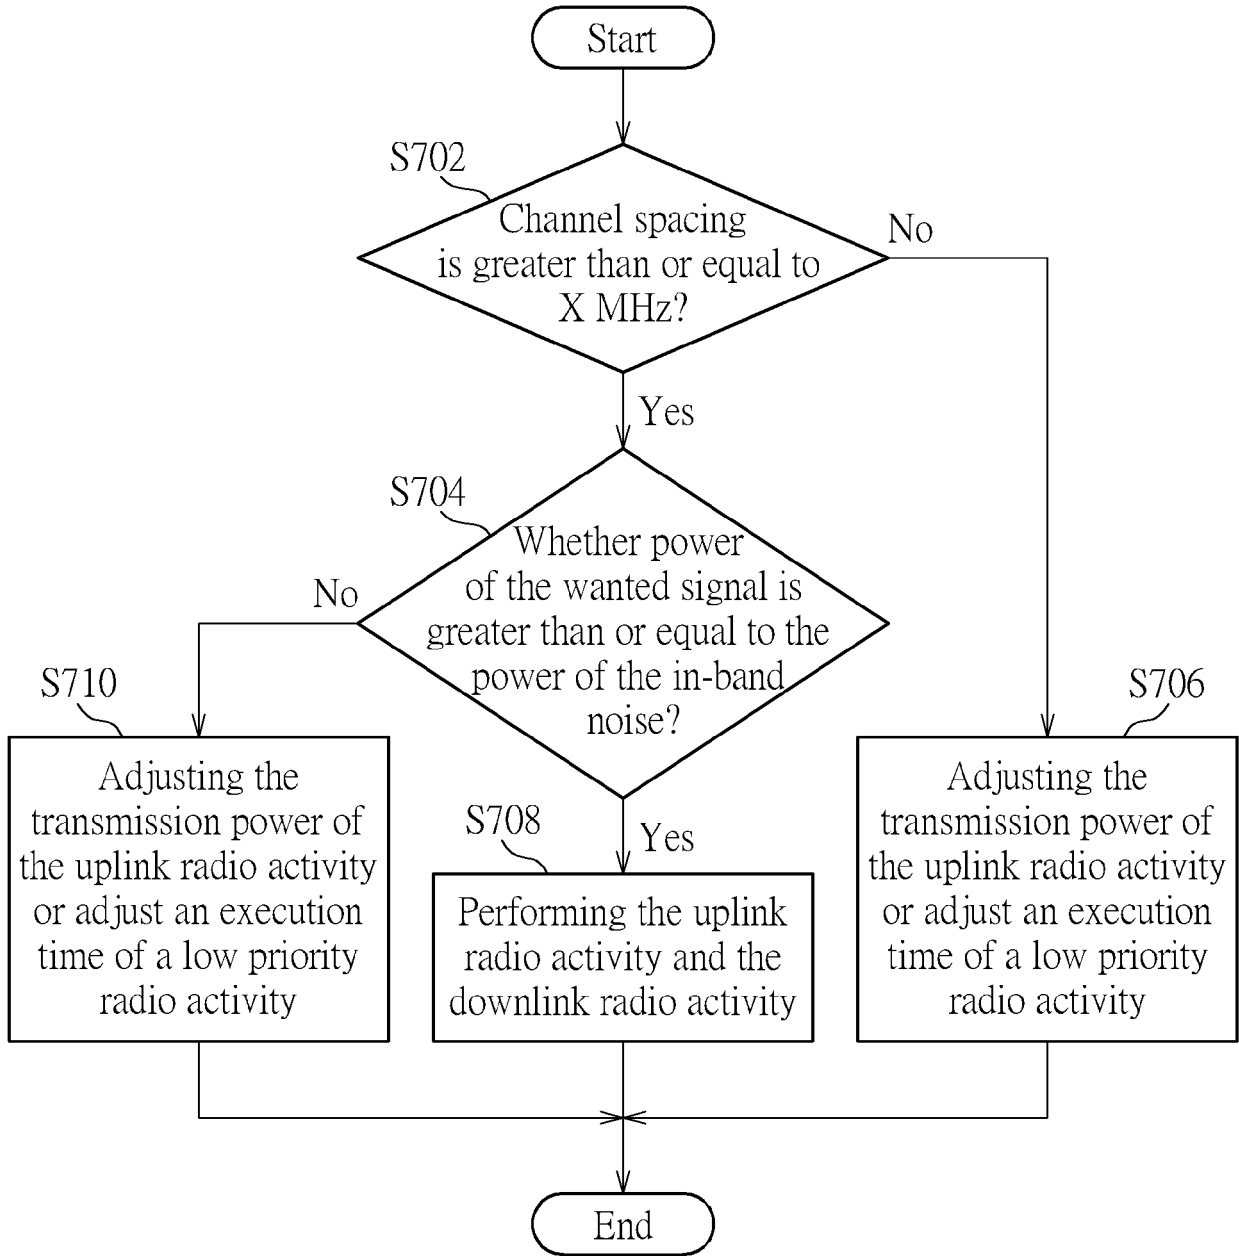 Start
S702
Channel spacing
is greater than or equal to
X MHz?
No
Yes
S704
Whether power
of the wanted signal is
greater than or equal to the
power of the in-band
noise?
No
S710
Adjusting the
transmission power of
the uplink radio activity
or adjust an execution
time of a low priority
radio activity
Yes
S708
Performing the uplink
radio activity and the
downlink radio activity
S706
Adjusting the
transmission power of
the uplink radio activity
or adjust an execution
time of a low priority
radio activity
End